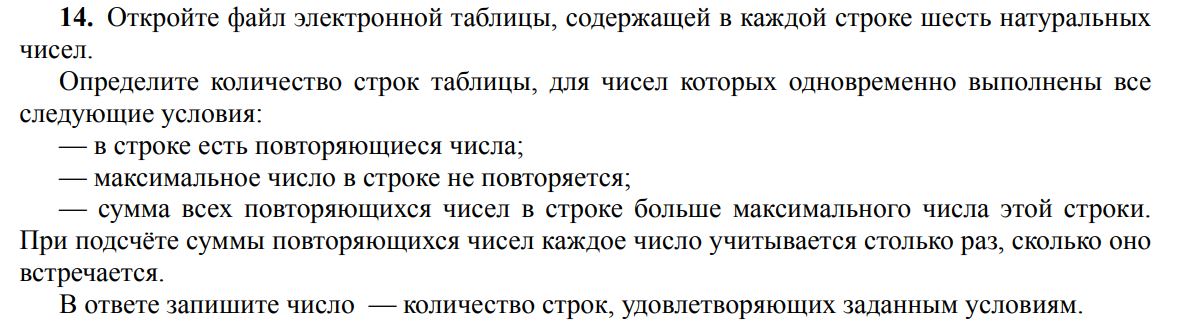 14. Откройте файл электронной таблицы, содержащей в каждой строке шесть натуральных
чисел.
Определите количество строк таблицы, для чисел которых одновременно выполнены все
следующие условия:
— в строке есть повторяющиеся числа;
— максимальное число в строке не повторяется;
— сумма всех повторяющихся чисел в строке больше максимального числа этой строки.
При подсчёте суммы повторяющихся чисел каждое число учитывается столько раз, сколько оно
встречается.
В ответе запишите число — количество строк, удовлетворяющих заданным условиям.